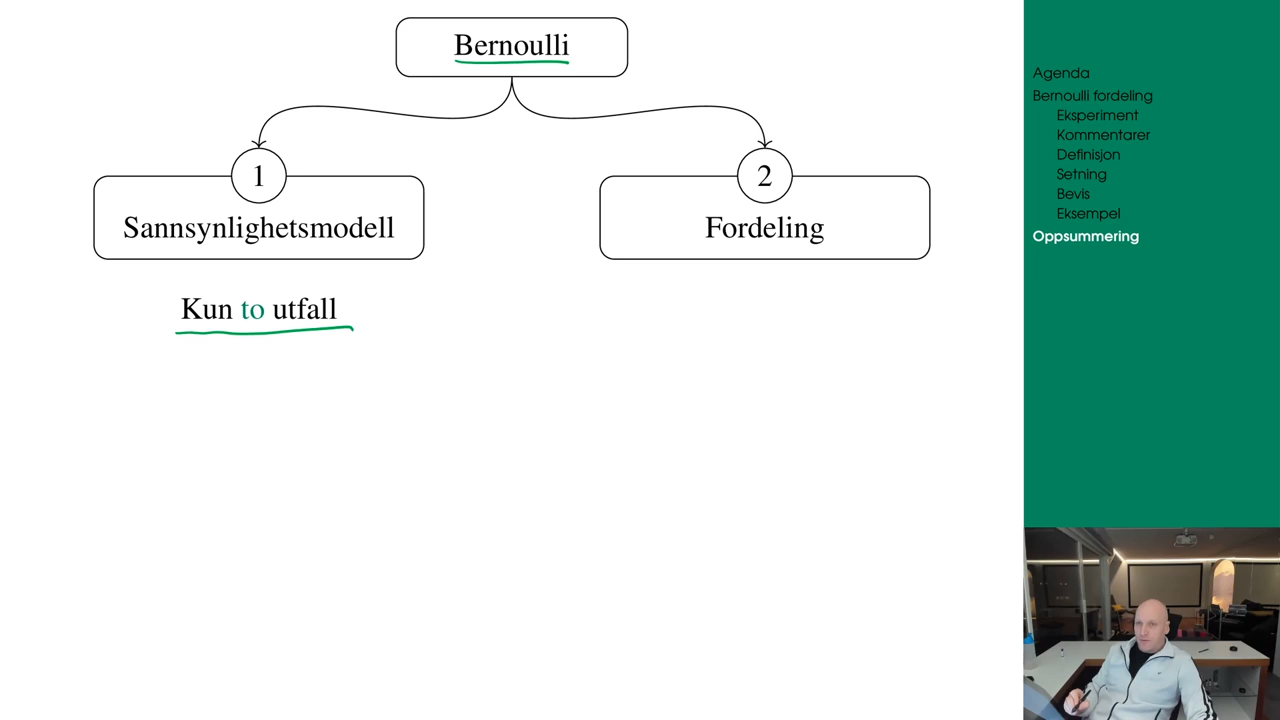 Bernoulli
1
2
Sannsynlighetsmodell
Fordeling
Kun to utfall
Agenda
Bernoulli fordeling
Eksperiment
Kommentarer
Definisjon
Setning
Bevis
Eksempel
Oppsummering